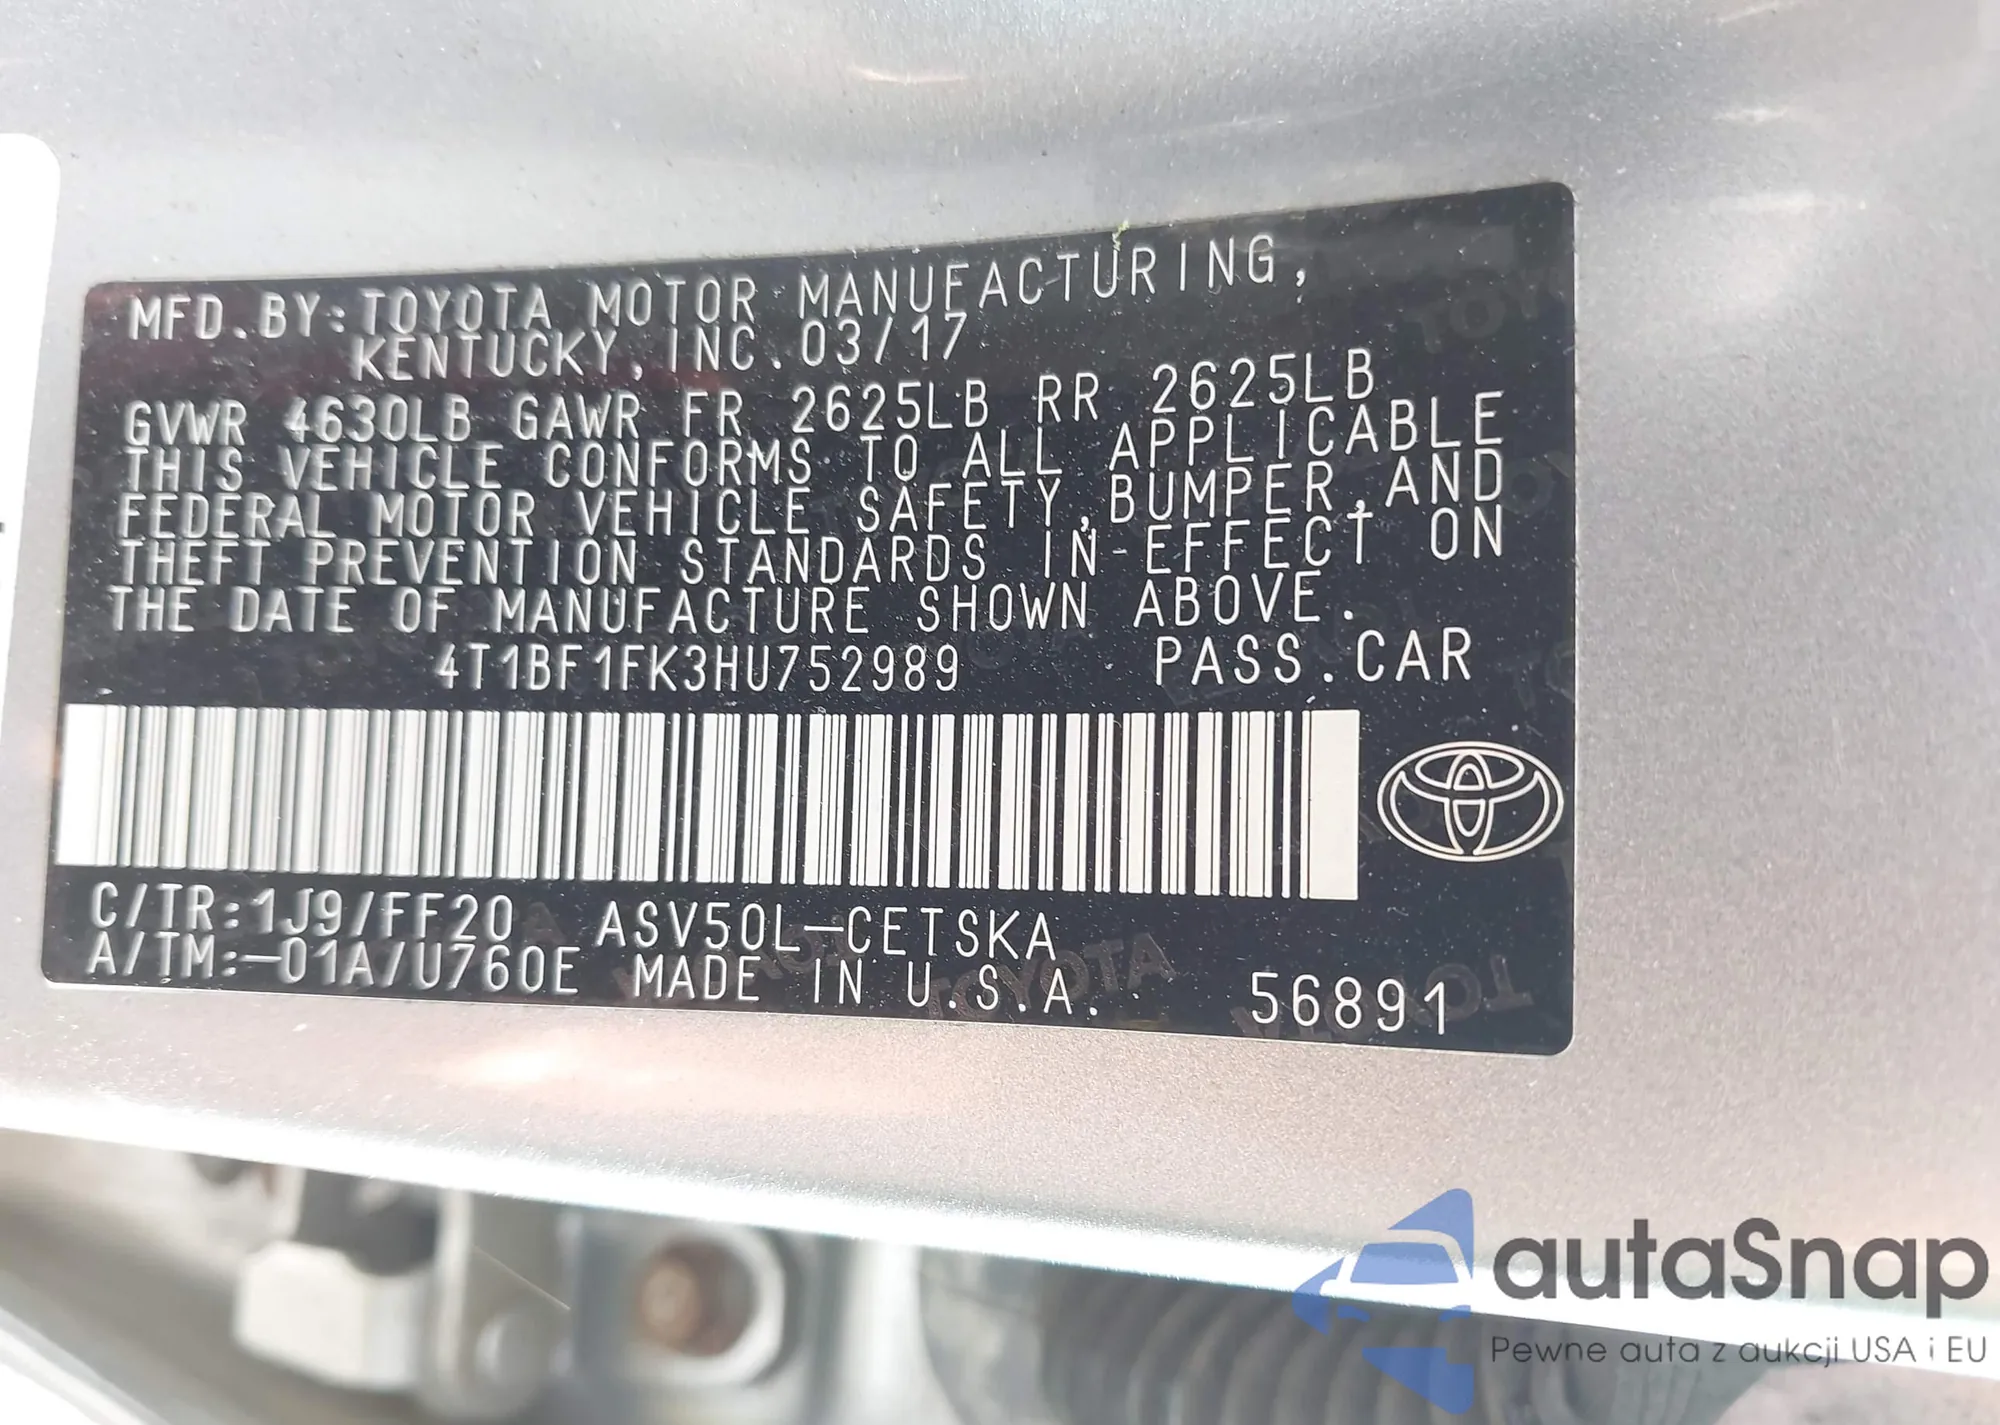 MFD.BY:TOYOTA MOTOR MANUFACTURING,
KENTUCKY,INC.03/17
GVWR 4630LB GAWR FR 2625LB RR 2625LB
THIS VEHICLE CONFORMS TO ALL APPLICABLE
FEDERAL MOTOR VEHICLE SAFETY,BUMPER,AND
THEFT PREVENTION STANDARDS IN EFFECT ON
THE DATE OF MANUFACTURE SHOWN ABOVE.
4T1BF1FK3HU752989 PASS.CAR
C/TR:1J9/FF20 ASV50L-CETSKA
A/TM:-01A/U760E MADE IN U.S.A. 56891
autaSnap
Pewne auta z aukcji USA i EU